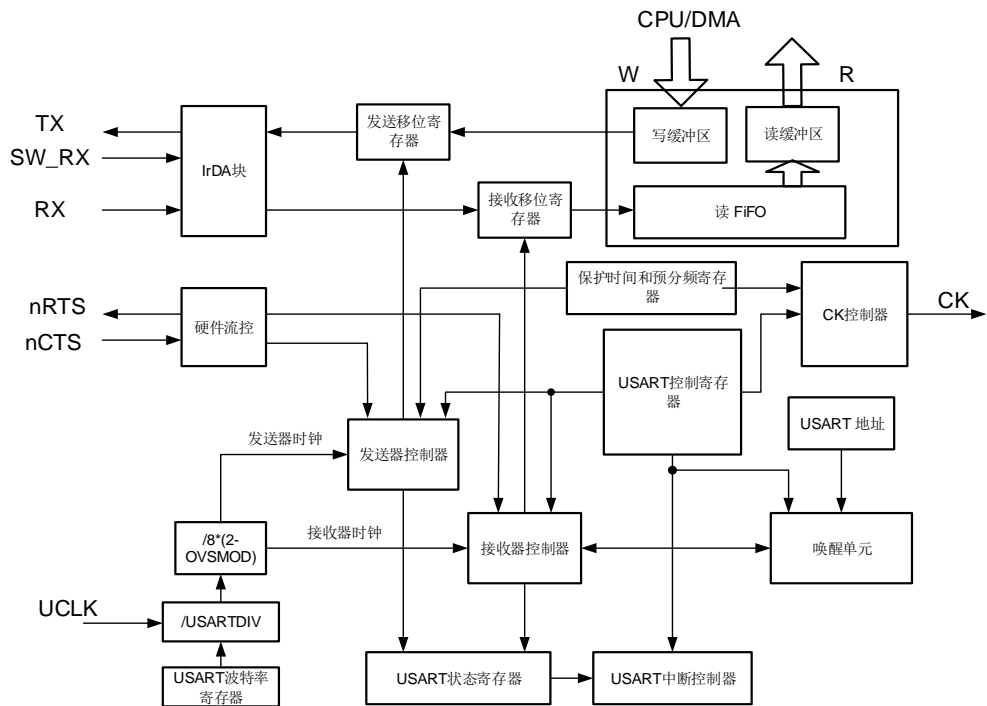 CPU/DMA
W
R
TX
SW_RX
RX
IrDA块
发送移位寄
存器
写缓冲区
读缓冲区
接收移位寄
存器
读 FiFO
nRTS
nCTS
硬件流控
保护时间和预分频寄存
器
CK控制器
CK
USART控制寄存
器
USART 地址
发送器时钟
发送器控制器
/8*(2-
OVSMOD)
接收器时钟
接收器控制器
唤醒单元
UCLK
/USARTDIV
USART波特率
寄存器
USART状态寄存器
USART中断控制器